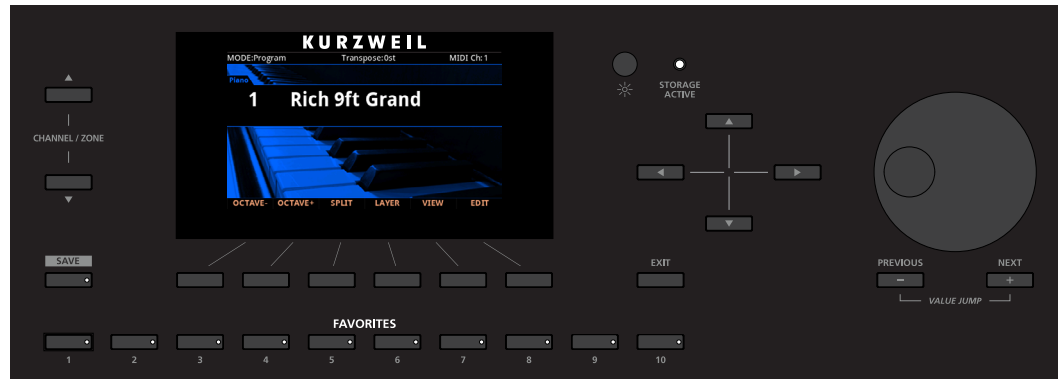 KURZWEIL
MODE:Program Transpose:0st MIDI Ch:1
Piano
1 Rich 9ft Grand
OCTAVE- OCTAVE+ SPLIT LAYER VIEW EDIT
CHANNEL / ZONE
STORAGE
ACTIVE
SAVE
EXIT
PREVIOUS NEXT
- +
VALUE JUMP
FAVORITES
1 2 3 4 5 6 7 8 9 10